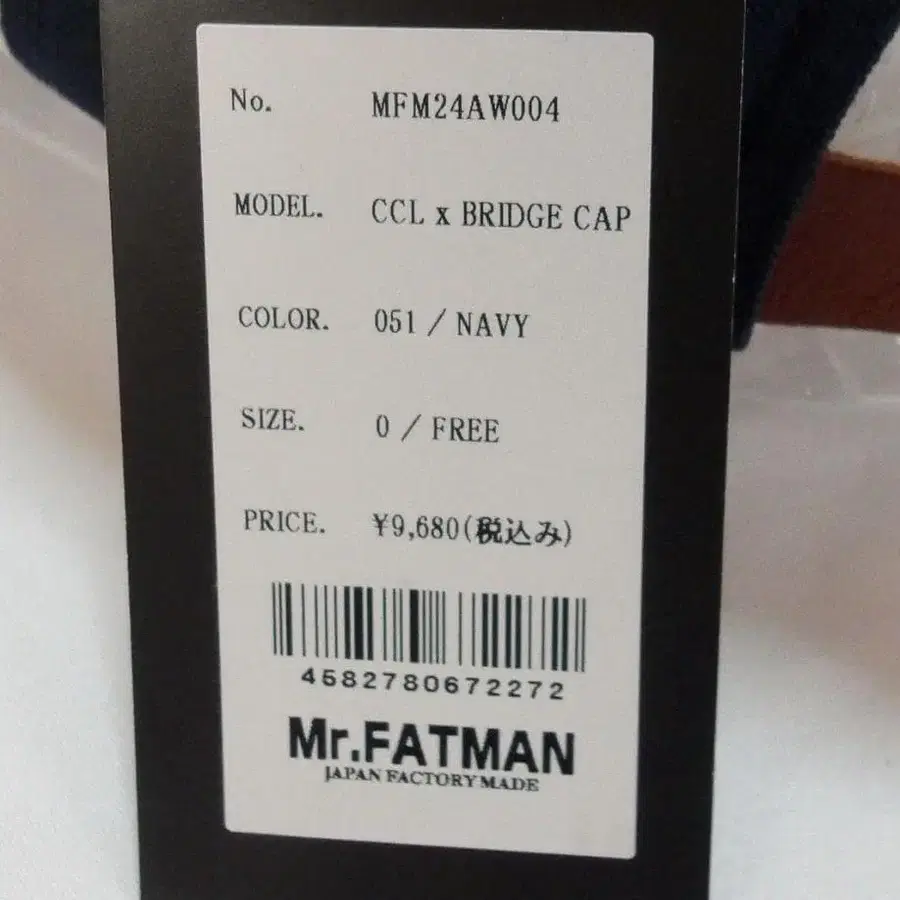 No. MFM24AW004
MODEL. CCL x BRIDGE CAP
COLOR. 051 / NAVY
SIZE. 0 / FREE
PRICE. ¥9,680(税込み)
4582780672272
Mr.FATMAN
JAPAN FACTORY MADE